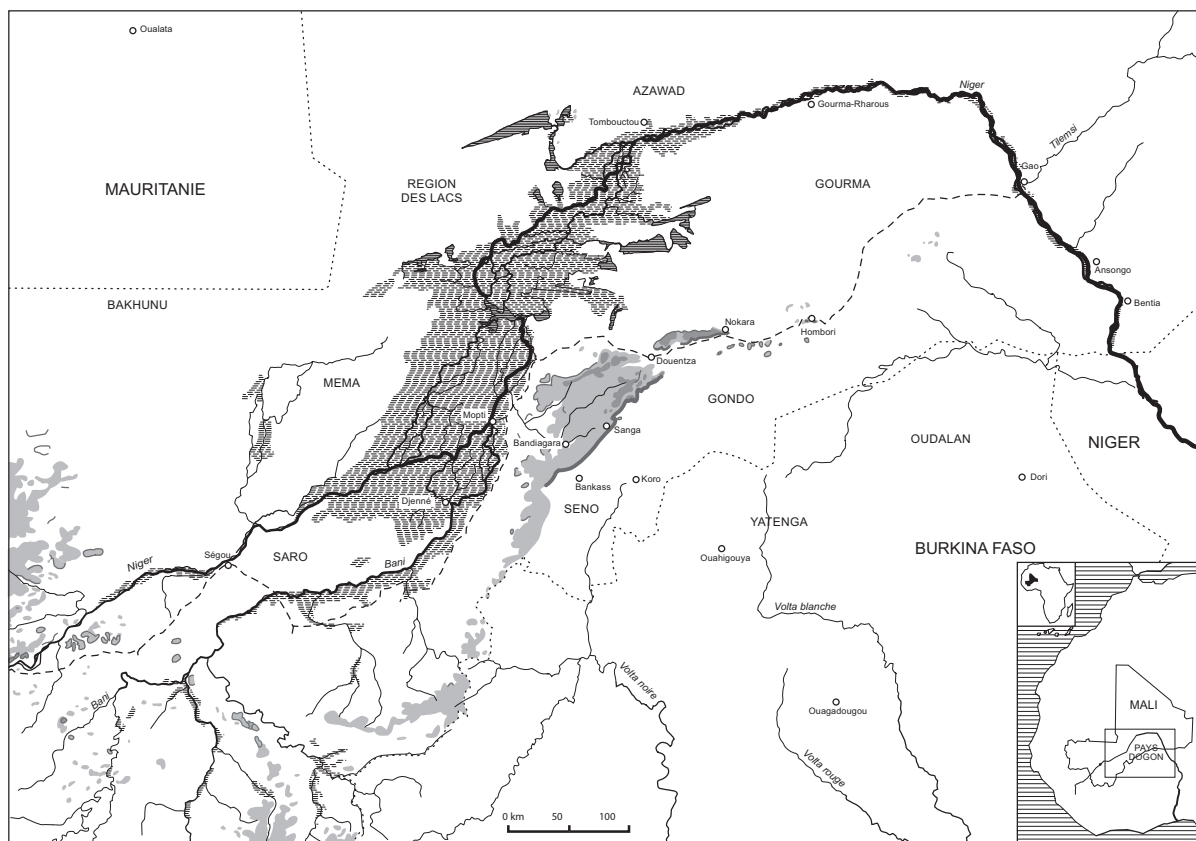 Oualata
AZAWAD
Niger
Gourma-Rharous
Tombouctou
Tilemsi
Gao
MAURITANIE
REGION
DES LACS
GOURMA
Ansongo
BAKHUNU
Bentia
Nokara
Hombori
Douentza
MEMA
GONDO
Mopti
Sanga
OUDALAN
NIGER
Bandiagara
Bankass
Koro
Dori
Djenné
SENO
YATENGA
Ouahigouya
BURKINA FASO
Ségou
SARO
Bani
Niger
Volta blanche
Volta noire
Bani
Ouagadougou
Volta rouge
MALI
PAYS
DOGON
0 km 50 100